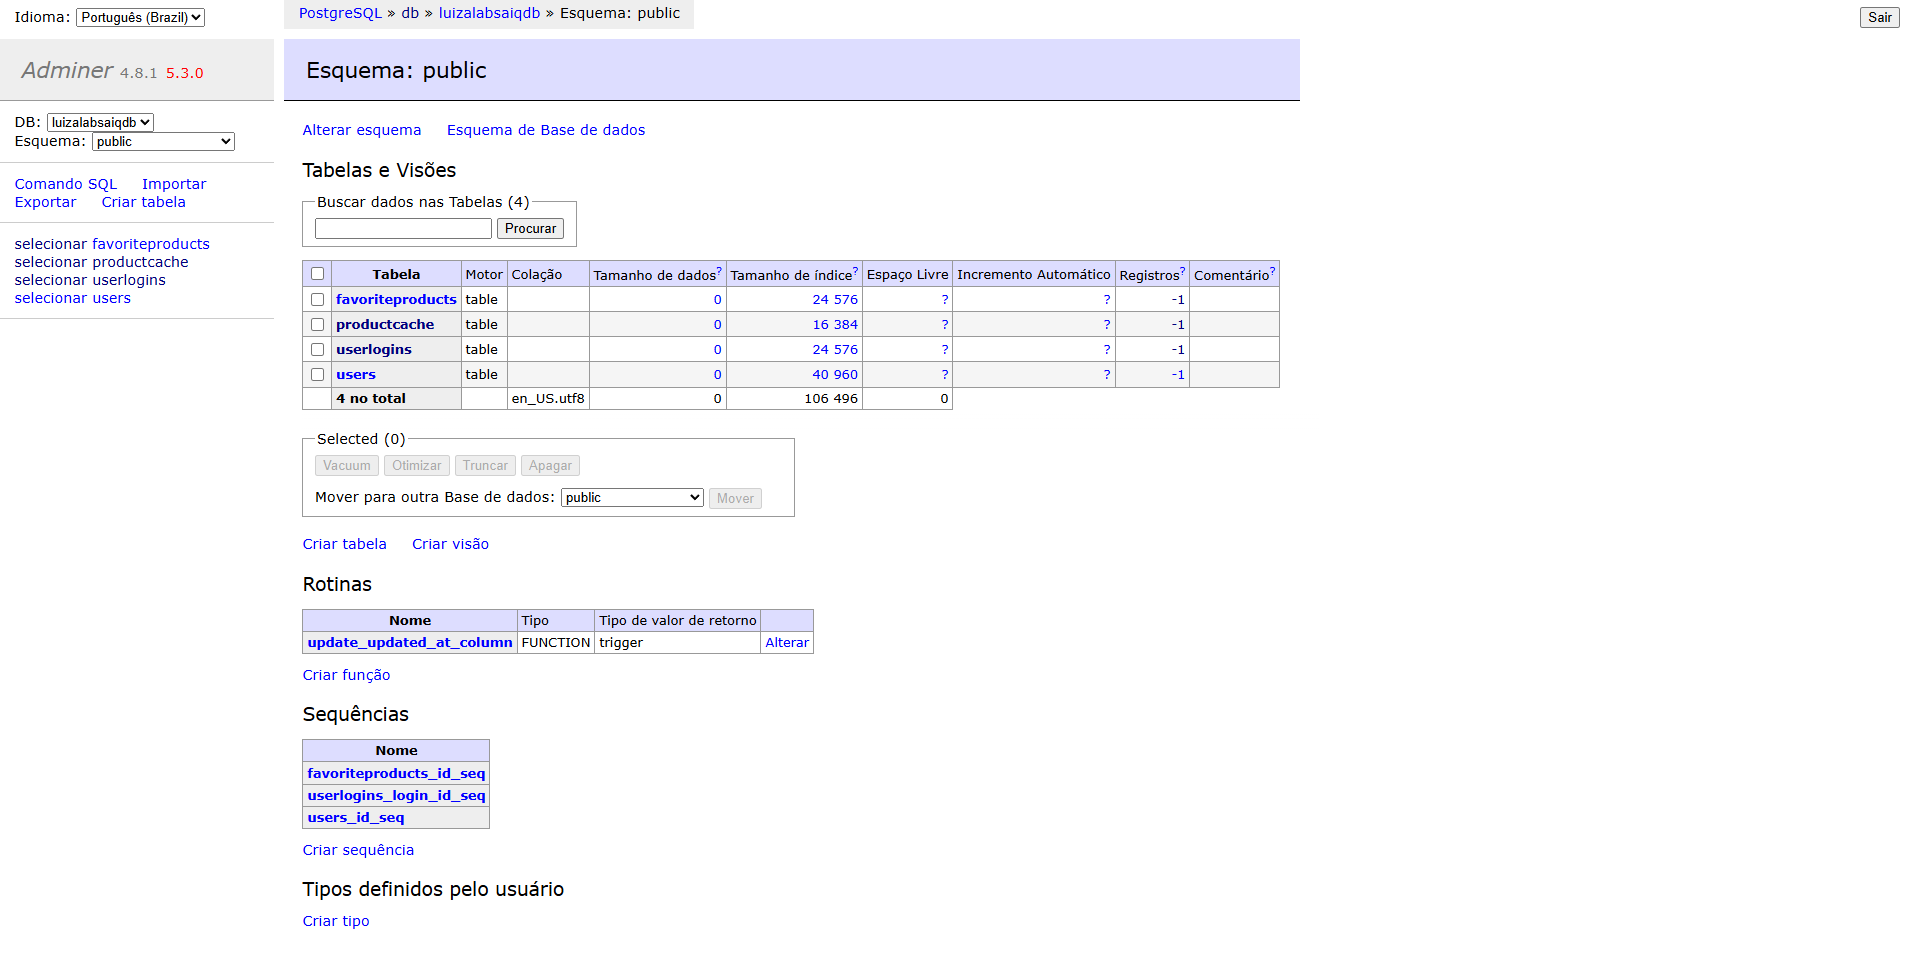 Idioma: Português (Brazil)
PostgreSQL » db » luizalabsaiqdb » Esquema: public
Sair
Adminer 4.8.1 5.3.0
Esquema: public
DB: luizalabsaiqdb
Esquema: public
Comando SQL Importar
Exportar Criar tabela
selecionar favoriteproducts
selecionar productcache
selecionar userlogins
selecionar users
Alterar esquema Esquema de Base de dados
Tabelas e Visões
Buscar dados nas Tabelas (4)
Procurar
Tabela Motor Colação Tamanho de dados? Tamanho de índice? Espaço Livre Incremento Automático Registros? Comentário?
favoriteproducts table 0 24 576 ? ? -1
productcache table 0 16 384 ? ? -1
userlogins table 0 24 576 ? ? -1
users table 0 40 960 ? ? -1
4 no total en_US.utf8 0 106 496 0
Selected (0)
Vacuum Otimizar Truncar Apagar
Mover para outra Base de dados: public Mover
Criar tabela Criar visão
Rotinas
Nome Tipo Tipo de valor de retorno
update_updated_at_column FUNCTION trigger Alterar
Criar função
Sequências
Nome
favoriteproducts_id_seq
userlogins_login_id_seq
users_id_seq
Criar sequência
Tipos definidos pelo usuário
Criar tipo